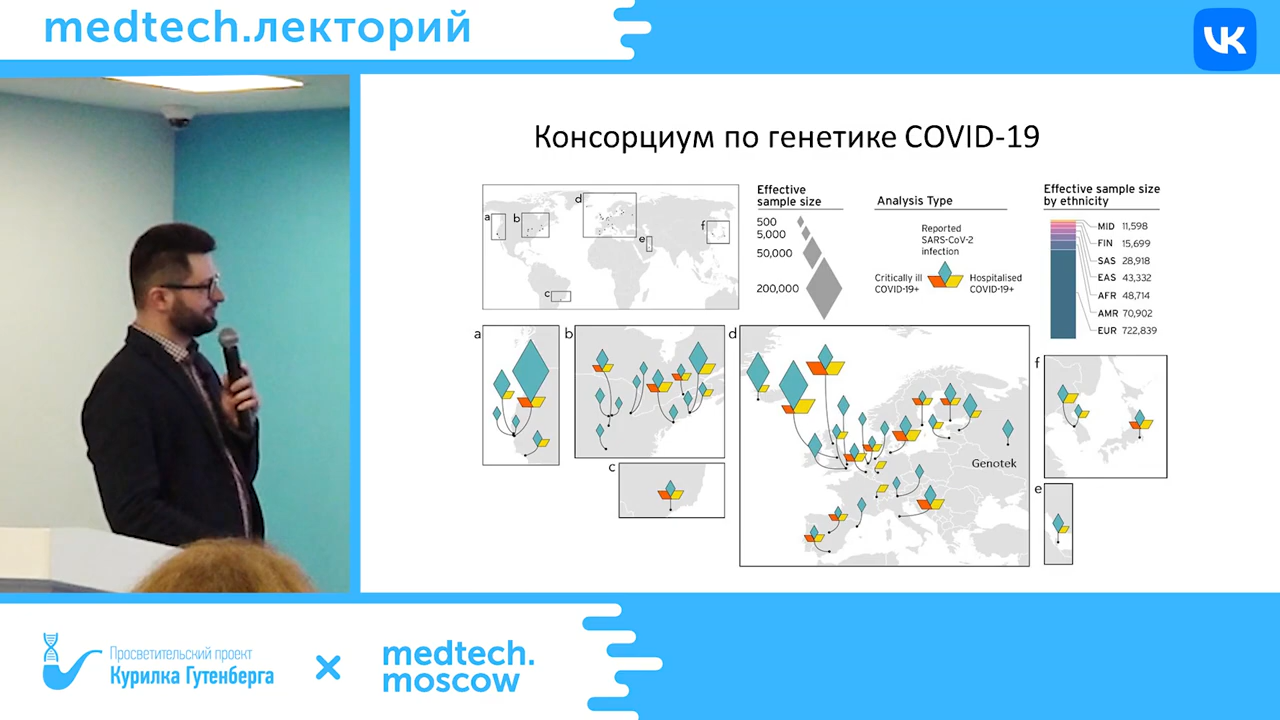 medtech.лекторий
VK
Консорциум по генетике COVID-19
a
b
c
d
e
f
Effective
sample size
500
5,000
50,000
200,000
Analysis Type
Reported
SARS-CoV-2
infection
Critically ill
COVID-19+
Hospitalised
COVID-19+
Effective sample size
by ethnicity
MID 11,598
FIN 15,699
SAS 28,918
EAS 43,332
AFR 48,714
AMR 70,902
EUR 722,839
a
b
c
d
Genotek
e
f
Просветительский проект
Курилка Гутенберга
×
medtech.
moscow